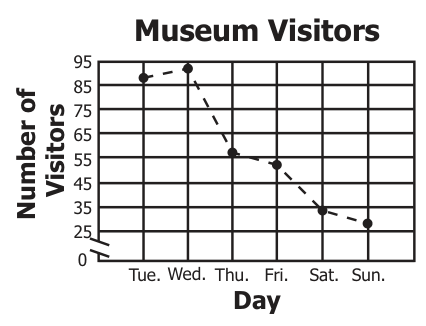 Museum Visitors
Number of
Visitors
95
85
75
65
55
45
35
25
0
Tue. Wed. Thu. Fri. Sat. Sun.
Day